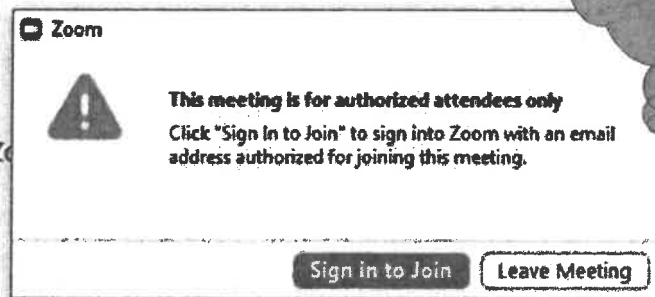 Zoom
This meeting is for authorized attendees only
Click "Sign In to Join" to sign into Zoom with an email
address authorized for joining this meeting.
Sign in to Join
Leave Meeting